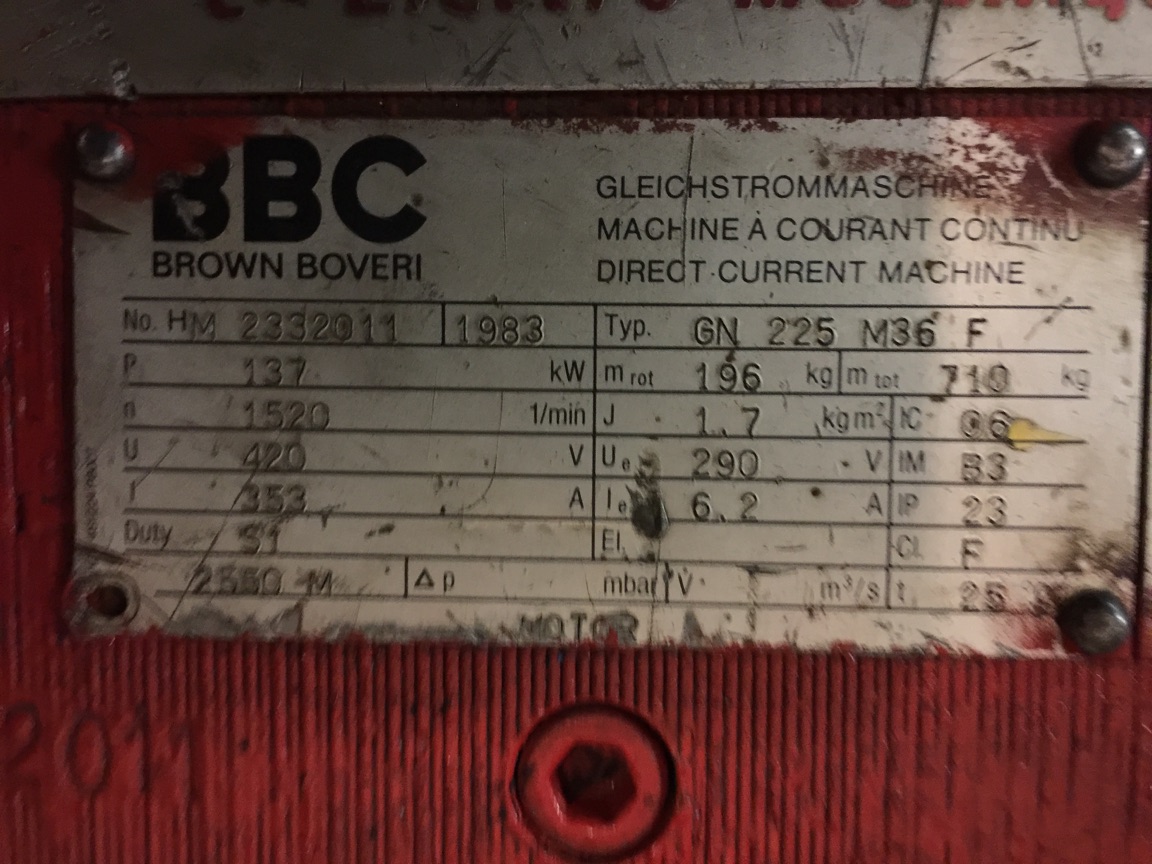 Electro
BBC
BROWN BOVERI
GLEICHSTROMMASCHINE
MACHINE À COURANT CONTINU
DIRECT-CURRENT MACHINE
No. HM 2332011 1983 Typ. GN 225 M36 F
P 137 kW m rot 196 kg m tot 710 kg
n 1520 1/min J 1.7 kgm² IC 06
U 420 V Ue 290 V IM B3
I 353 A Ie 6.2 A IP 23
Duty S1 El. Cl. F
2550 M Δp mbar V̇ m³/s t 25
MOTOR
2011